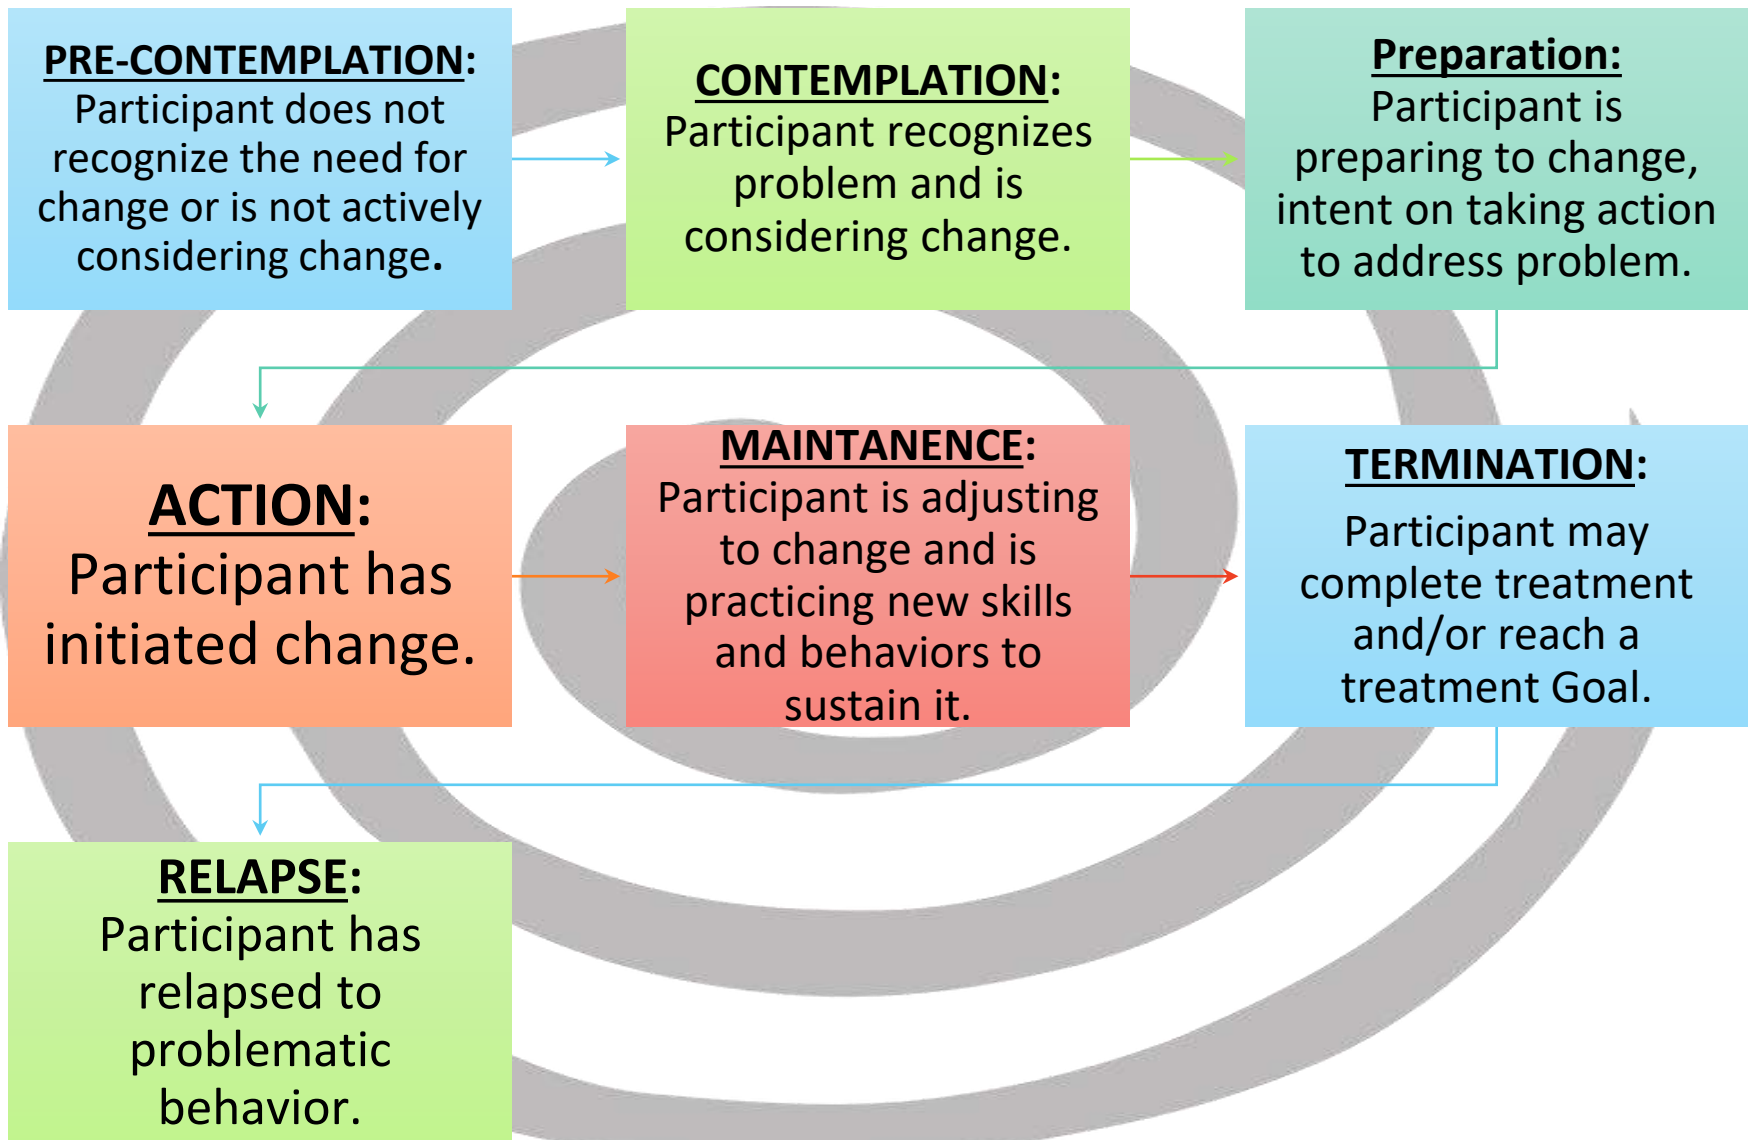 PRE-CONTEMPLATION:
Participant does not
recognize the need for
change or is not actively
considering change.
CONTEMPLATION:
Participant recognizes
problem and is
considering change.
Preparation:
Participant is
preparing to change,
intent on taking action
to address problem.
ACTION:
Participant has
initiated change.
MAINTANENCE:
Participant is adjusting
to change and is
practicing new skills
and behaviors to
sustain it.
TERMINATION:
Participant may
complete treatment
and/or reach a
treatment Goal.
RELAPSE:
Participant has
relapsed to
problematic
behavior.